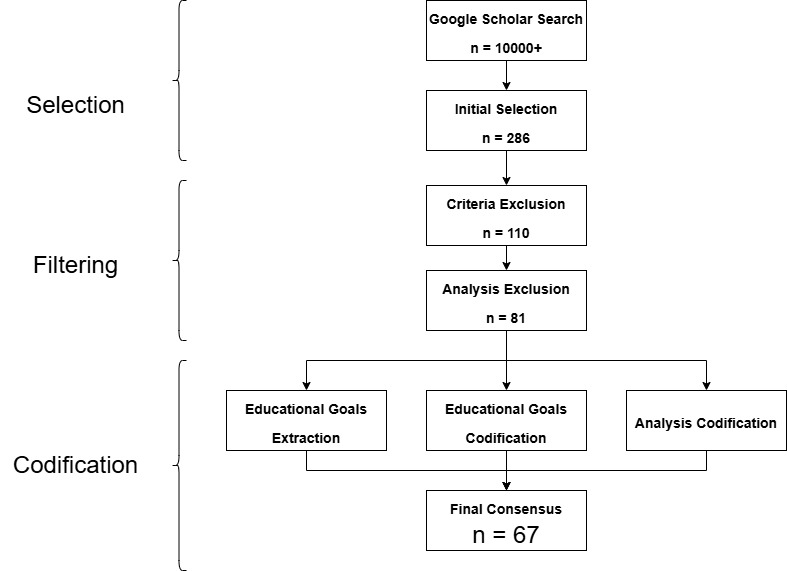 Selection
Google Scholar Search
n = 10000+
Initial Selection
n = 286
Filtering
Criteria Exclusion
n = 110
Analysis Exclusion
n = 81
Codification
Educational Goals
Extraction
Educational Goals
Codification
Analysis Codification
Final Consensus
n = 67